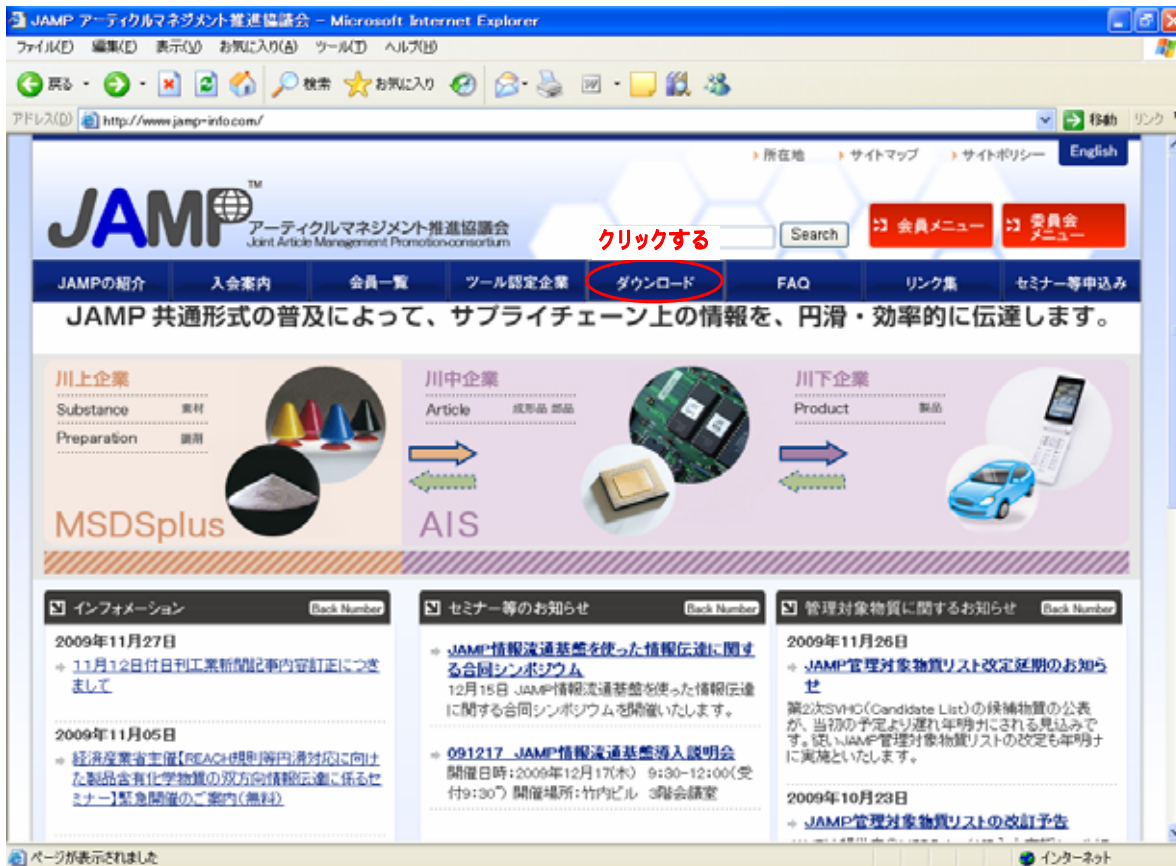 JAMP アーティクルマネジメント推進協議会 - Microsoft Internet Explorer
ファイル(F) 編集(E) 表示(V) お気に入り(A) ツール(T) ヘルプ(H)
戻る 検索 お気に入り
アドレス(D) http://www.jamp-info.com/ 移動 リンク
所在地 サイトマップ サイトポリシー English
JAMP™
アーティクルマネジメント推進協議会
Joint Article Management Promotion-consortium
クリックする
Search
会員メニュー
委員会
メニュー
JAMPの紹介 入会案内 会員一覧 ツール認定企業 ダウンロード FAQ リンク集 セミナー等申込み
JAMP 共通形式の普及によって、サプライチェーン上の情報を、円滑・効率的に伝達します。
川上企業
Substance 素材
Preparation 調剤
MSDSplus
川中企業
Article 成形品 部品
AIS
川下企業
Product 製品
インフォメーション Back Number
2009年11月27日
11月12日付日刊工業新聞記事内容訂正につき
まして
2009年11月05日
経済産業省主催【REACH規則等円滑対応に向け
た製品含有化学物質の双方向情報伝達に係るセ
ミナー】緊急開催のご案内(無料)
セミナー等のお知らせ Back Number
JAMP情報流通基盤を使った情報伝達に関す
る合同シンポジウム
12月15日 JAMP情報流通基盤を使った情報伝達
に関する合同シンポジウムを開催いたします。
091217 JAMP情報流通基盤導入説明会
開催日時:2009年12月17(木) 9:30-12:00(受
付9:30~) 開催場所:竹内ビル 3階会議室
管理対象物質に関するお知らせ Back Number
2009年11月26日
JAMP管理対象物質リスト改定延期のお知ら
せ
第2次SVHC(Candidate List)の候補物質の公表
が、当初の予定より遅れ年明けにされる見込みで
す。従いJAMP管理対象物質リストの改定も年明け
に実施といたします。
2009年10月23日
JAMP管理対象物質リストの改訂予告
ページが表示されました インターネット